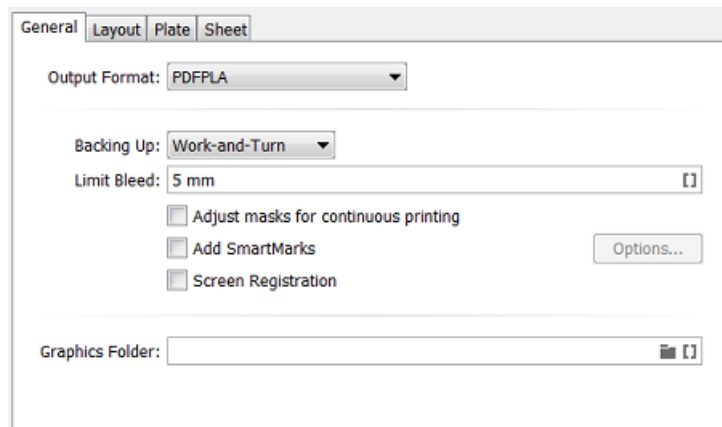 General Layout Plate Sheet
Output Format: PDFPLA
Backing Up: Work-and-Turn
Limit Bleed: 5 mm
Adjust masks for continuous printing
Add SmartMarks Options...
Screen Registration
Graphics Folder: